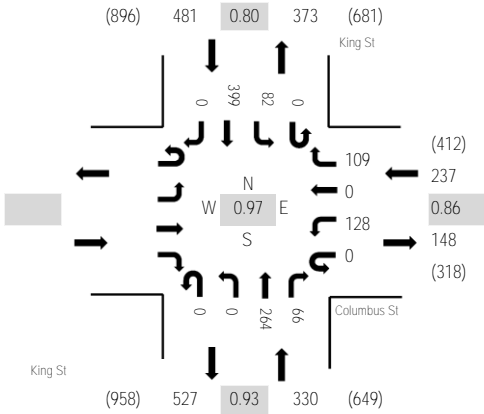 (896) 481 0.80 373 (681)
King St
0 399 82 0
(412)
109
237
0
N
W 0.97 E
0.86
128
S
148
0
(318)
0 0 264 66
Columbus St
King St
(958) 527 0.93 330 (649)